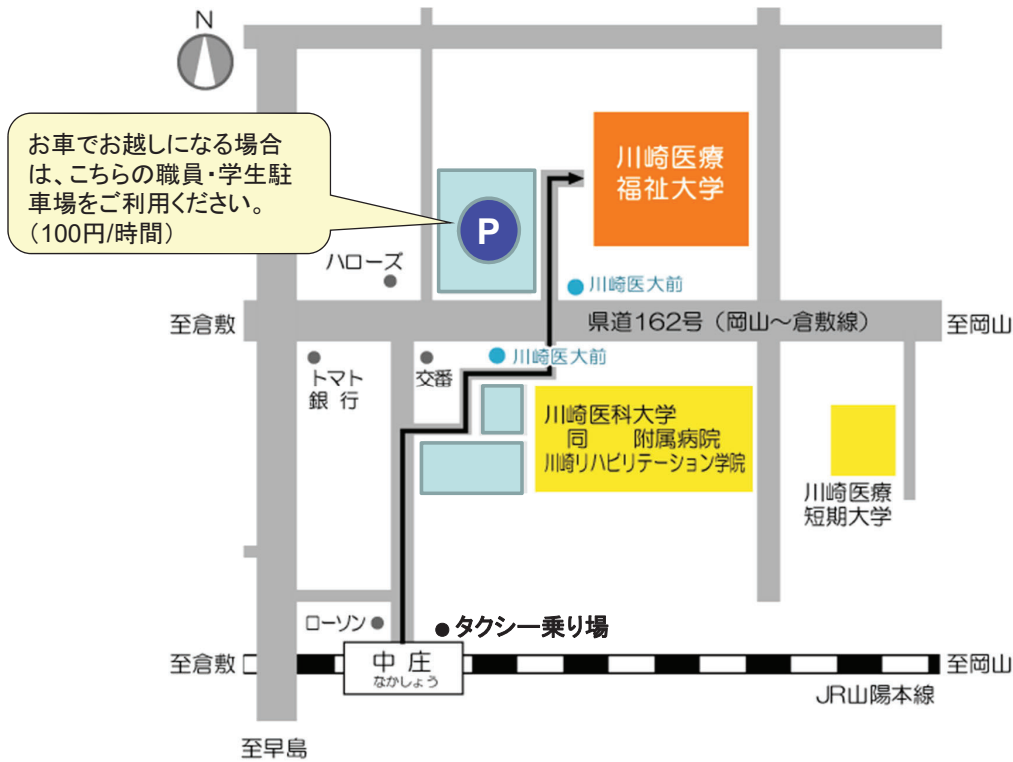 N
お車でお越しになる場合
は、こちらの職員・学生駐
車場をご利用ください。
（100円/時間）
川崎医療
福祉大学
P
ハローズ
川崎医大前
至倉敷
県道162号（岡山～倉敷線）
至岡山
トマト
銀 行
交番
川崎医大前
川崎医科大学
同 附属病院
川崎リハビリテーション学院
川崎医療
短期大学
ローソン
タクシー乗り場
至倉敷
中 庄
なかしょう
至岡山
JR山陽本線
至早島